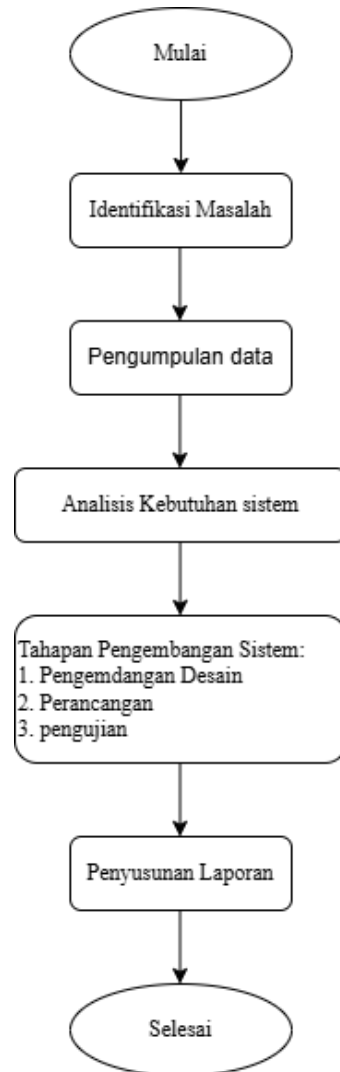 Mulai
Identifikasi Masalah
Pengumpulan data
Analisis Kebutuhan sistem
Tahapan Pengembangan Sistem:
1. Pengemdangan Desain
2. Perancangan
3. pengujian
Penyusunan Laporan
Selesai